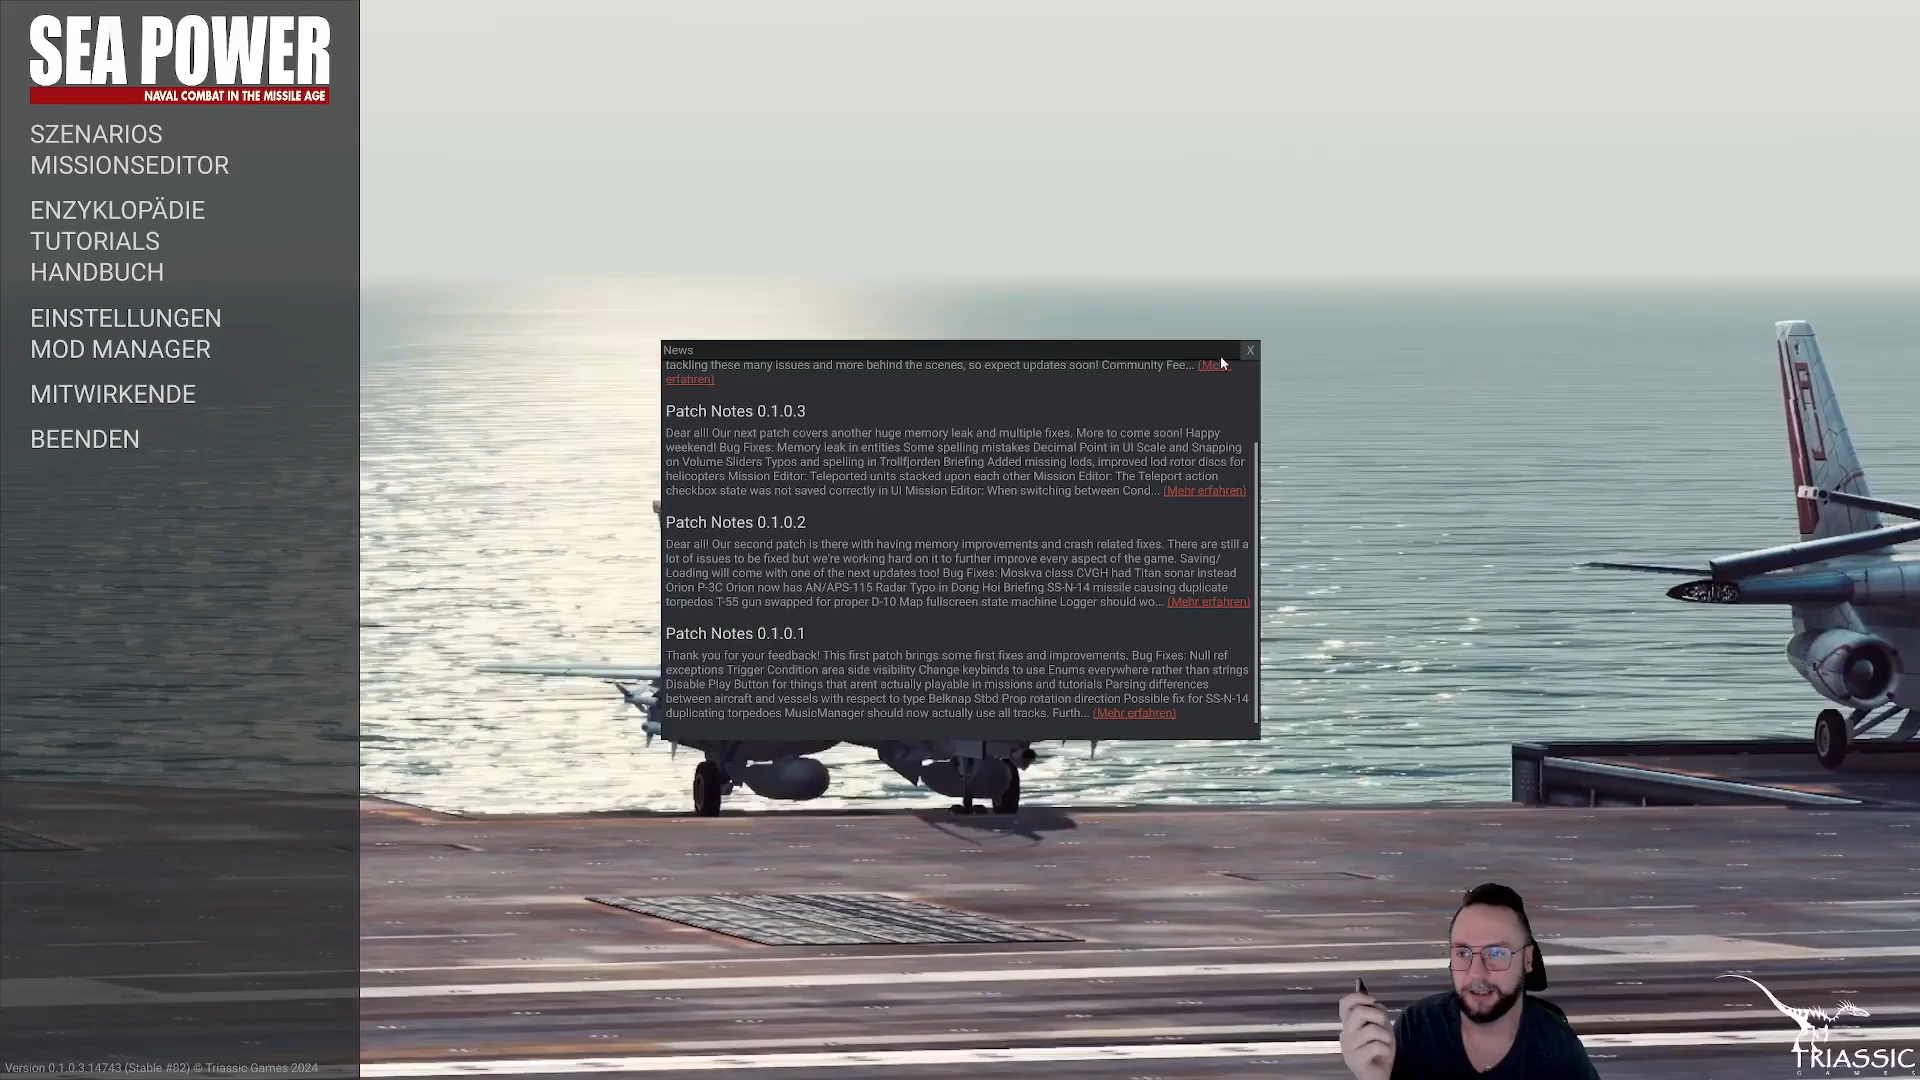 SEA POWER
NAVAL COMBAT IN THE MISSILE AGE
SZENARIOS
MISSIONSEDITOR
ENZYKLOPÄDIE
TUTORIALS
HANDBUCH
EINSTELLUNGEN
MOD MANAGER
MITWIRKENDE
BEENDEN
News
X
tackling these many issues and more behind the scenes, so expect updates soon! Community Fee... (Mehr
erfahren)
Patch Notes 0.1.0.3
Dear all! Our next patch covers another huge memory leak and multiple fixes. More to come soon! Happy
weekend! Bug Fixes: Memory leak in entities Some spelling mistakes Decimal Point in UI Scale and Snapping
on Volume Sliders Typos and spelling in Trollfjorden Briefing Added missing lods, improved lod rotor discs for
helicopters Mission Editor: Teleported units stacked upon each other Mission Editor: The Teleport action
checkbox state was not saved correctly in UI Mission Editor: When switching between Cond... (Mehr erfahren)
Patch Notes 0.1.0.2
Dear all! Our second patch is there with having memory improvements and crash related fixes. There are still a
lot of issues to be fixed but we're working hard on it to further improve every aspect of the game. Saving/
Loading will come with one of the next updates too! Bug Fixes: Moskva class CVGH had Titan sonar instead
Orion P-3C Orion now has AN/APS-115 Radar Typo in Dong Hoi Briefing SS-N-14 missile causing duplicate
torpedos T-55 gun swapped for proper D-10 Map fullscreen state machine Logger should wo... (Mehr erfahren)
Patch Notes 0.1.0.1
Thank you for your feedback! This first patch brings some first fixes and improvements. Bug Fixes: Null ref
exceptions Trigger Condition area side visibility Change keybinds to use Enums everywhere rather than strings
Disable Play Button for things that arent actually playable in missions and tutorials Parsing differences
between aircraft and vessels with respect to type Belknap Stbd Prop rotation direction Possible fix for SS-N-14
duplicating torpedoes MusicManager should now actually use all tracks. Furth... (Mehr erfahren)
Version 0.1.0.3.14743 (Stable #82) © Triassic Games 2024
TRIASSIC
GAMES